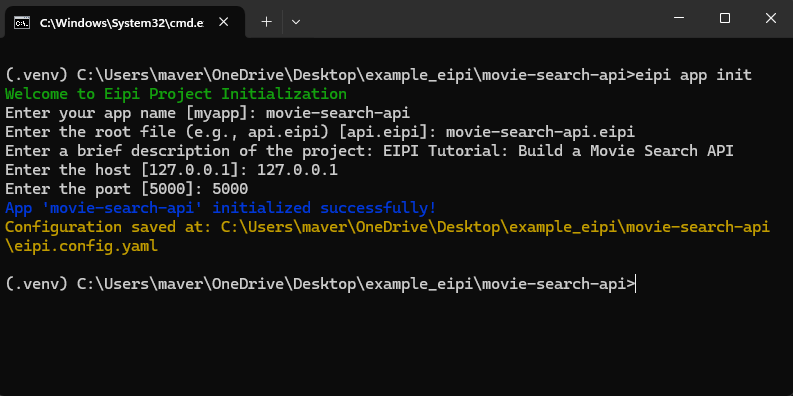 C:\Windows\System32\cmd.e
(.venv) C:\Users\maver\OneDrive\Desktop\example_eipi\movie-search-api>eipi app init
Welcome to Eipi Project Initialization
Enter your app name [myapp]: movie-search-api
Enter the root file (e.g., api.eipi) [api.eipi]: movie-search-api.eipi
Enter a brief description of the project: EIPI Tutorial: Build a Movie Search API
Enter the host [127.0.0.1]: 127.0.0.1
Enter the port [5000]: 5000
App 'movie-search-api' initialized successfully!
Configuration saved at: C:\Users\maver\OneDrive\Desktop\example_eipi\movie-search-api
\eipi.config.yaml
(.venv) C:\Users\maver\OneDrive\Desktop\example_eipi\movie-search-api>